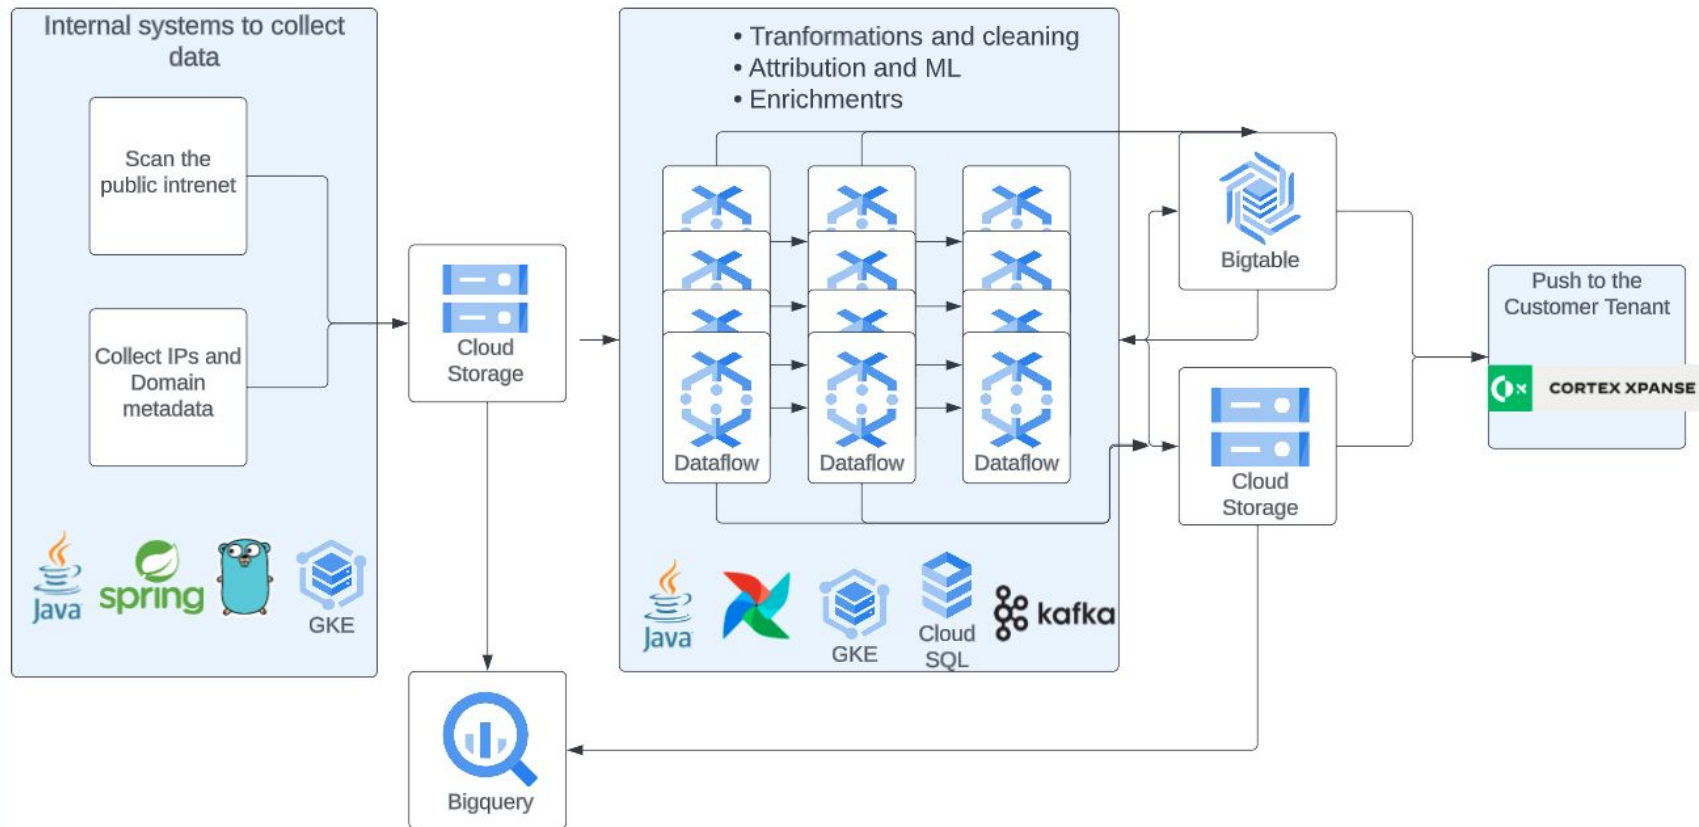 Internal systems to collect
data
Scan the
public intrenet
Collect IPs and
Domain
metadata
Java
spring
GKE
Cloud
Storage
Bigquery
• Tranformations and cleaning
• Attribution and ML
• Enrichmentrs
Dataflow
Dataflow
Dataflow
Java
GKE
Cloud
SQL
kafka
Bigtable
Cloud
Storage
Push to the
Customer Tenant
CORTEX XPANSE